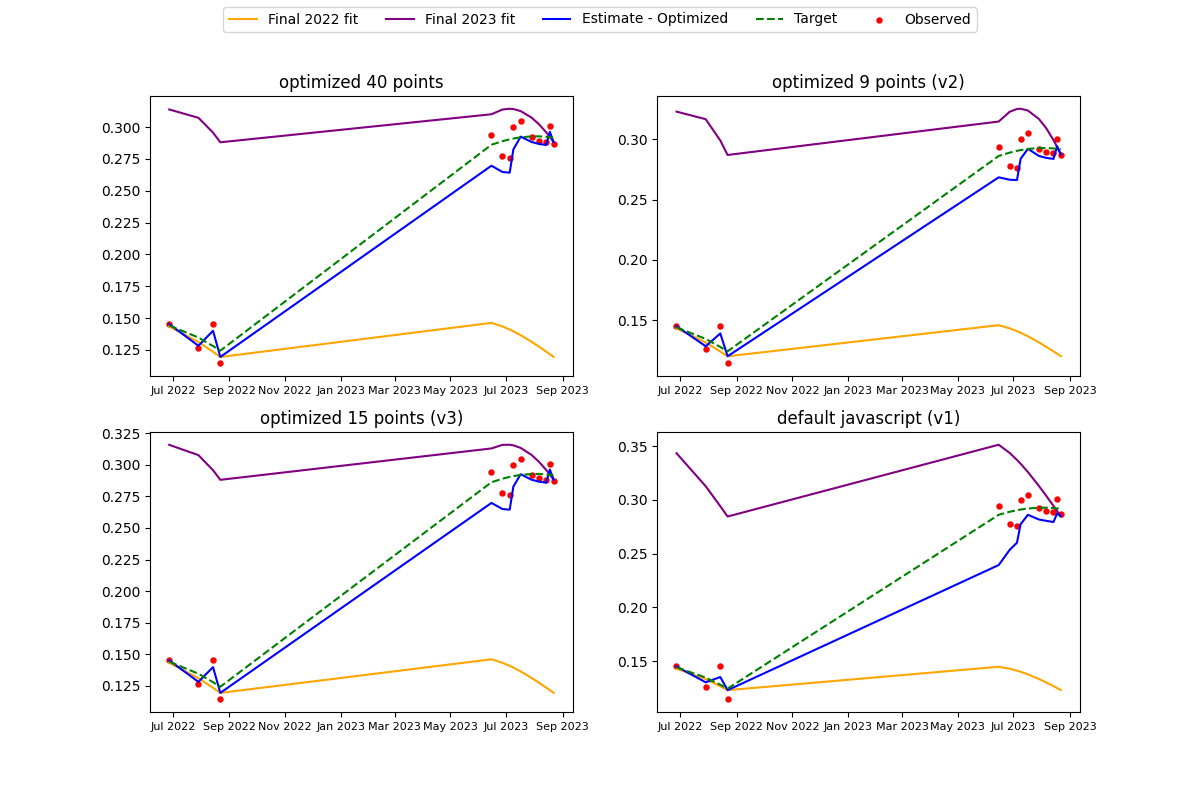 Final 2022 fit Final 2023 fit Estimate - Optimized Target Observed
optimized 40 points
0.300
0.275
0.250
0.225
0.200
0.175
0.150
0.125
Jul 2022 Sep 2022 Nov 2022 Jan 2023 Mar 2023 May 2023 Jul 2023 Sep 2023
optimized 9 points (v2)
0.30
0.25
0.20
0.15
Jul 2022 Sep 2022 Nov 2022 Jan 2023 Mar 2023 May 2023 Jul 2023 Sep 2023
optimized 15 points (v3)
0.325
0.300
0.275
0.250
0.225
0.200
0.175
0.150
0.125
Jul 2022 Sep 2022 Nov 2022 Jan 2023 Mar 2023 May 2023 Jul 2023 Sep 2023
default javascript (v1)
0.35
0.30
0.25
0.20
0.15
Jul 2022 Sep 2022 Nov 2022 Jan 2023 Mar 2023 May 2023 Jul 2023 Sep 2023